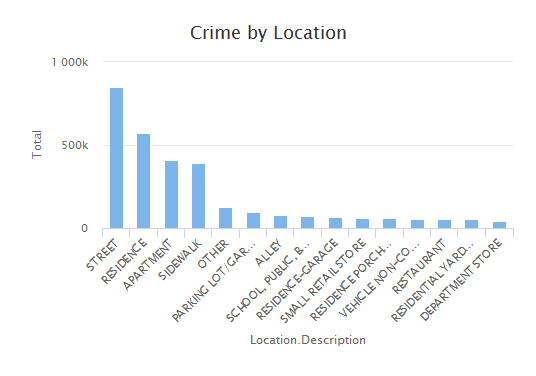 Crime by Location
1 000k
500k
0
Total
STREET
RESIDENCE
APARTMENT
SIDEWALK
OTHER
PARKING LOT/GAR...
ALLEY
SCHOOL, PUBLIC, B...
RESIDENCE-GARAGE
SMALL RETAIL STORE
RESIDENCE PORCH...
VEHICLE NON-CO...
RESTAURANT
RESIDENTIAL YARD...
DEPARTMENT STORE
Location.Description